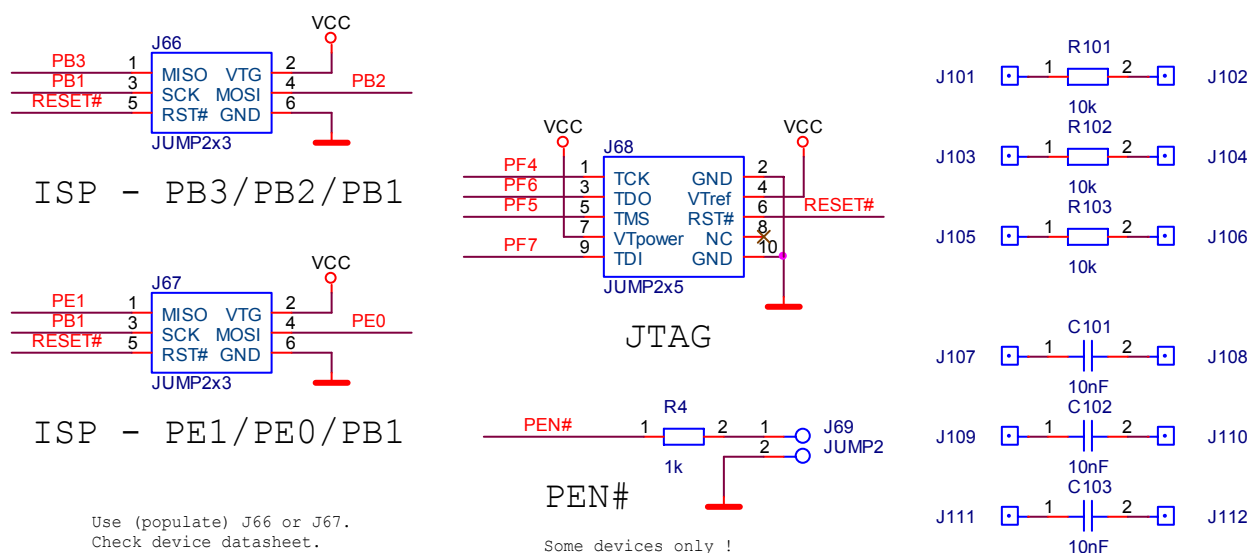 VCC
J66
PB3 1 MISO VTG 2
PB1 3 SCK MOSI 4 PB2
RESET# 5 RST# GND 6
JUMP2x3
ISP - PB3/PB2/PB1
VCC
J67
PE1 1 MISO VTG 2
PB1 3 SCK MOSI 4 PE0
RESET# 5 RST# GND 6
JUMP2x3
ISP - PE1/PE0/PB1
Use (populate) J66 or J67.
Check device datasheet.
VCC VCC
J68
PF4 1 TCK GND 2
PF6 3 TDO VTref 4
PF5 5 TMS RST# 6 RESET#
7 VTpower NC 8
PF7 9 TDI GND 10
JUMP2x5
JTAG
R4
PEN# 1 2 1 J69
2 JUMP2
1k
PEN#
Some devices only !
R101
J101 1 2 J102
10k
R102
J103 1 2 J104
10k
R103
J105 1 2 J106
10k
C101
J107 1 2 J108
10nF
C102
J109 1 2 J110
10nF
C103
J111 1 2 J112
10nF